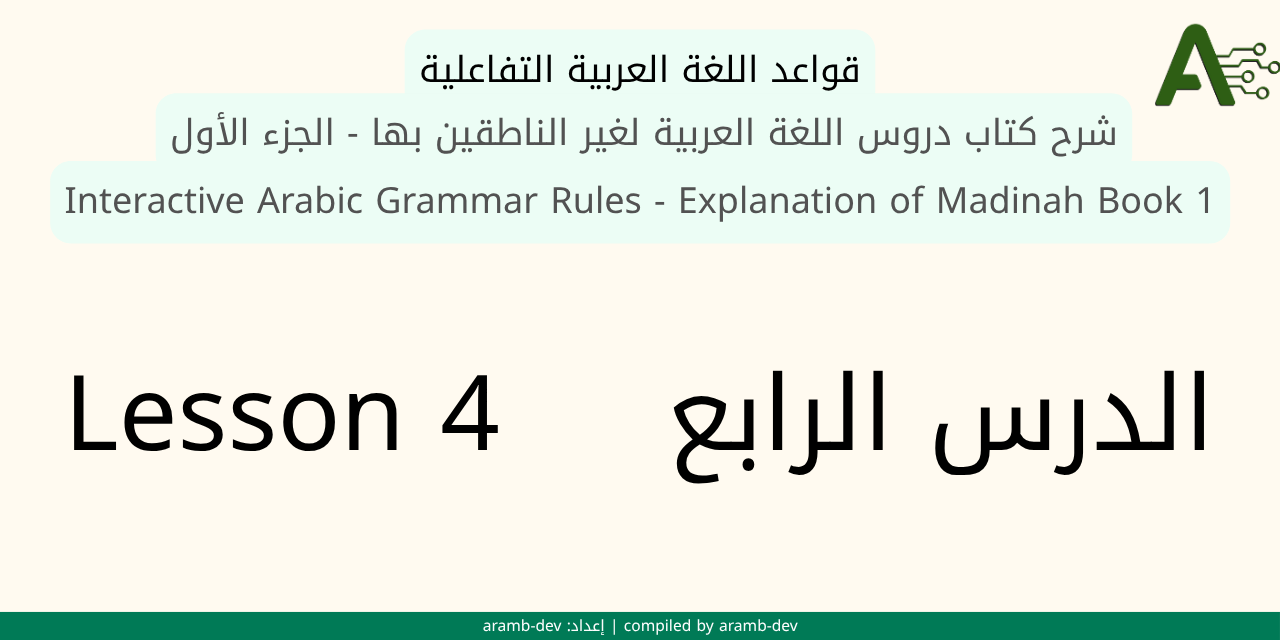 قواعد اللغة العربية التفاعلية
شرح كتاب دروس اللغة العربية لغير الناطقين بها - الجزء الأول
Interactive Arabic Grammar Rules - Explanation of Madinah Book 1
Lesson 4 الدرس الرابع
aramb-dev :إعداد | compiled by aramb-dev